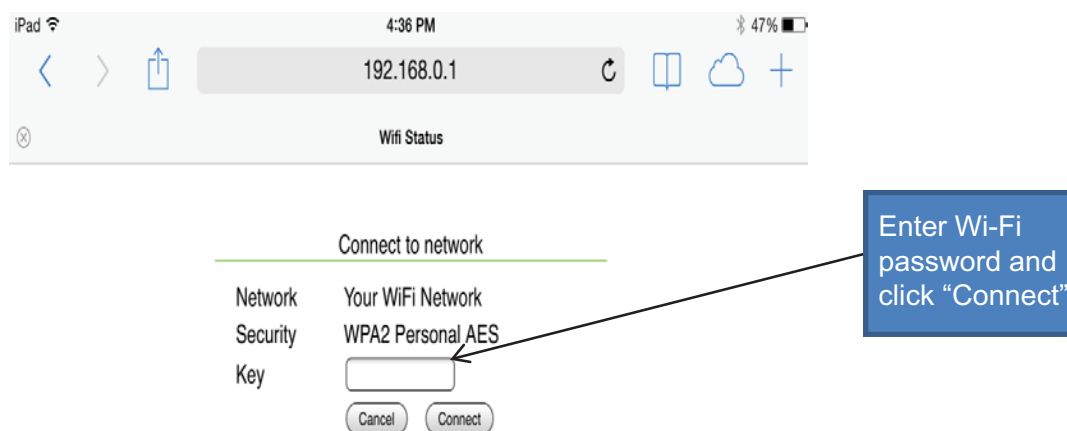 iPad 4:36 PM 47%
192.168.0.1
Wifi Status
Connect to network
Network Your WiFi Network
Security WPA2 Personal AES
Key
Cancel Connect
Enter Wi-Fi
password and
click “Connect”